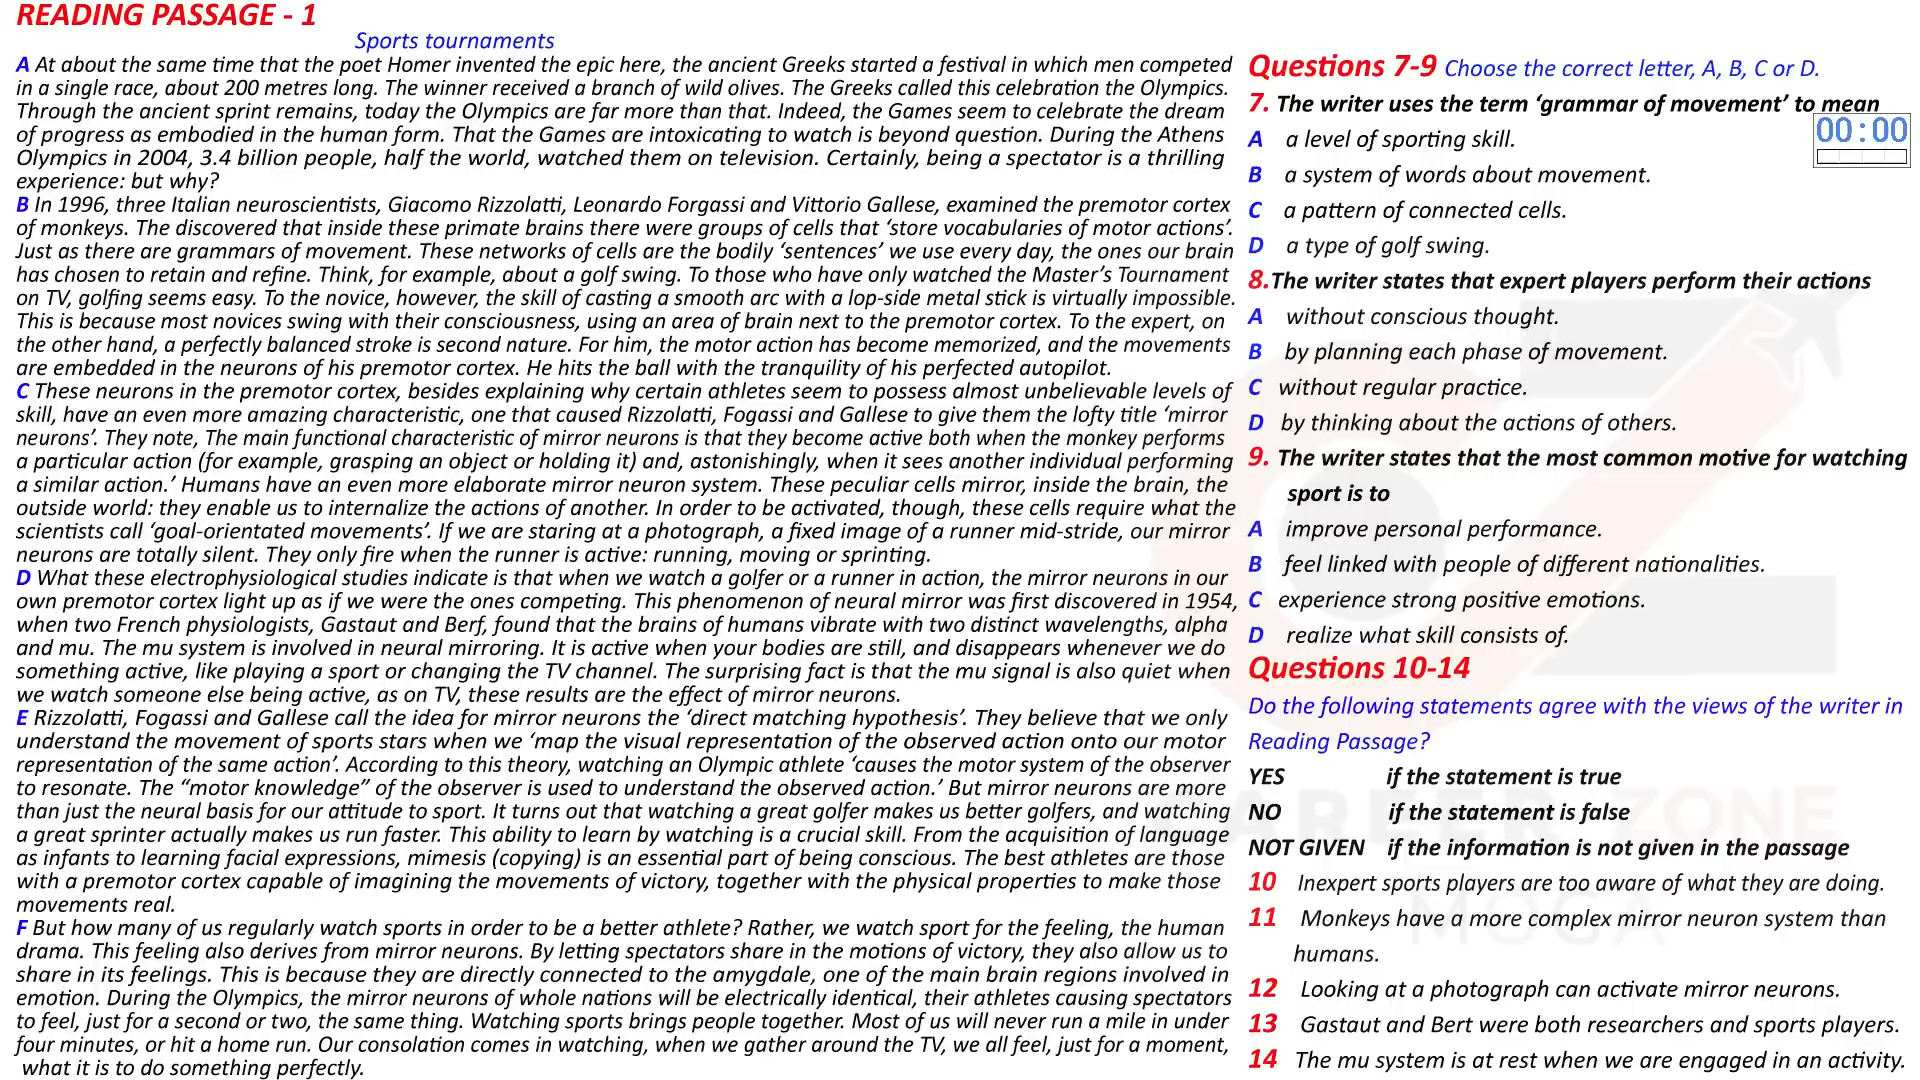 READING PASSAGE - 1
Sports tournaments
A At about the same time that the poet Homer invented the epic here, the ancient Greeks started a festival in which men competed
in a single race, about 200 metres long. The winner received a branch of wild olives. The Greeks called this celebration the Olympics.
Through the ancient sprint remains, today the Olympics are far more than that. Indeed, the Games seem to celebrate the dream
of progress as embodied in the human form. That the Games are intoxicating to watch is beyond question. During the Athens
Olympics in 2004, 3.4 billion people, half the world, watched them on television. Certainly, being a spectator is a thrilling
experience: but why?
B In 1996, three Italian neuroscientists, Giacomo Rizzolatti, Leonardo Forgassi and Vittorio Gallese, examined the premotor cortex
of monkeys. The discovered that inside these primate brains there were groups of cells that ‘store vocabularies of motor actions’.
Just as there are grammars of movement. These networks of cells are the bodily ‘sentences’ we use every day, the ones our brain
has chosen to retain and refine. Think, for example, about a golf swing. To those who have only watched the Master’s Tournament
on TV, golfing seems easy. To the novice, however, the skill of casting a smooth arc with a lop-side metal stick is virtually impossible.
This is because most novices swing with their consciousness, using an area of brain next to the premotor cortex. To the expert, on
the other hand, a perfectly balanced stroke is second nature. For him, the motor action has become memorized, and the movements
are embedded in the neurons of his premotor cortex. He hits the ball with the tranquility of his perfected autopilot.
C These neurons in the premotor cortex, besides explaining why certain athletes seem to possess almost unbelievable levels of
skill, have an even more amazing characteristic, one that caused Rizzolatti, Fogassi and Gallese to give them the lofty title ‘mirror
neurons’. They note, The main functional characteristic of mirror neurons is that they become active both when the monkey performs
a particular action (for example, grasping an object or holding it) and, astonishingly, when it sees another individual performing
a similar action.’ Humans have an even more elaborate mirror neuron system. These peculiar cells mirror, inside the brain, the
outside world: they enable us to internalize the actions of another. In order to be activated, though, these cells require what the
scientists call ‘goal-orientated movements’. If we are staring at a photograph, a fixed image of a runner mid-stride, our mirror
neurons are totally silent. They only fire when the runner is active: running, moving or sprinting.
D What these electrophysiological studies indicate is that when we watch a golfer or a runner in action, the mirror neurons in our
own premotor cortex light up as if we were the ones competing. This phenomenon of neural mirror was first discovered in 1954,
when two French physiologists, Gastaut and Berf, found that the brains of humans vibrate with two distinct wavelengths, alpha
and mu. The mu system is involved in neural mirroring. It is active when your bodies are still, and disappears whenever we do
something active, like playing a sport or changing the TV channel. The surprising fact is that the mu signal is also quiet when
we watch someone else being active, as on TV, these results are the effect of mirror neurons.
E Rizzolatti, Fogassi and Gallese call the idea for mirror neurons the ‘direct matching hypothesis’. They believe that we only
understand the movement of sports stars when we ‘map the visual representation of the observed action onto our motor
representation of the same action’. According to this theory, watching an Olympic athlete ‘causes the motor system of the observer
to resonate. The “motor knowledge” of the observer is used to understand the observed action.’ But mirror neurons are more
than just the neural basis for our attitude to sport. It turns out that watching a great golfer makes us better golfers, and watching
a great sprinter actually makes us run faster. This ability to learn by watching is a crucial skill. From the acquisition of language
as infants to learning facial expressions, mimesis (copying) is an essential part of being conscious. The best athletes are those
with a premotor cortex capable of imagining the movements of victory, together with the physical properties to make those
movements real.
F But how many of us regularly watch sports in order to be a better athlete? Rather, we watch sport for the feeling, the human
drama. This feeling also derives from mirror neurons. By letting spectators share in the motions of victory, they also allow us to
share in its feelings. This is because they are directly connected to the amygdale, one of the main brain regions involved in
emotion. During the Olympics, the mirror neurons of whole nations will be electrically identical, their athletes causing spectators
to feel, just for a second or two, the same thing. Watching sports brings people together. Most of us will never run a mile in under
four minutes, or hit a home run. Our consolation comes in watching, when we gather around the TV, we all feel, just for a moment,
what it is to do something perfectly.
Questions 7-9 Choose the correct letter, A, B, C or D.
7. The writer uses the term ‘grammar of movement’ to mean
00:00
A a level of sporting skill.
B a system of words about movement.
C a pattern of connected cells.
D a type of golf swing.
8.The writer states that expert players perform their actions
A without conscious thought.
B by planning each phase of movement.
C without regular practice.
D by thinking about the actions of others.
9. The writer states that the most common motive for watching
sport is to
A improve personal performance.
B feel linked with people of different nationalities.
C experience strong positive emotions.
D realize what skill consists of.
Questions 10-14
Do the following statements agree with the views of the writer in
Reading Passage?
YES if the statement is true
NO if the statement is false
NOT GIVEN if the information is not given in the passage
10 Inexpert sports players are too aware of what they are doing.
11 Monkeys have a more complex mirror neuron system than
humans.
12 Looking at a photograph can activate mirror neurons.
13 Gastaut and Bert were both researchers and sports players.
14 The mu system is at rest when we are engaged in an activity.
CAREER ZONE
MOGA